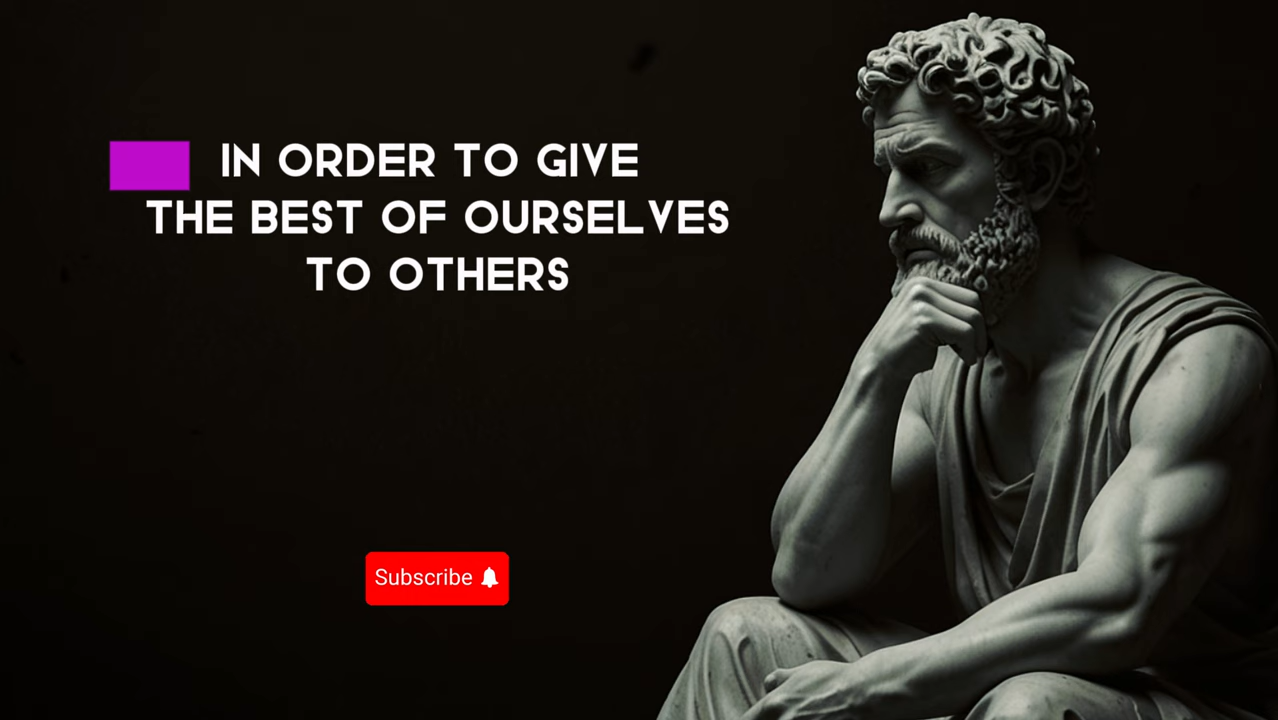 IN ORDER TO GIVE
THE BEST OF OURSELVES
TO OTHERS
Subscribe